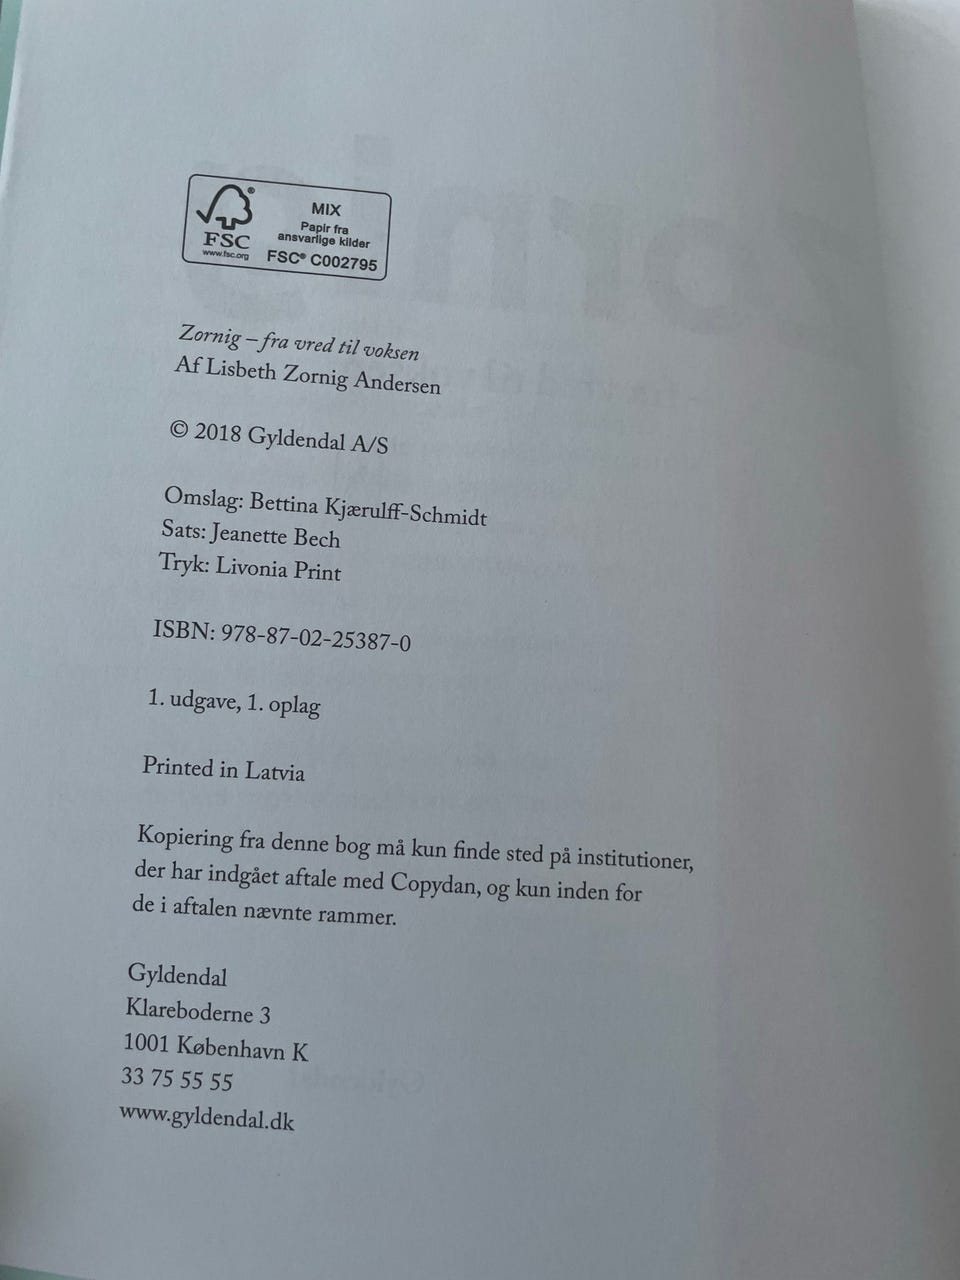 FSC®
www.fsc.org
MIX
Papir fra
ansvarlige kilder
FSC® C002795
Zornig – fra vred til voksen
Af Lisbeth Zornig Andersen
© 2018 Gyldendal A/S
Omslag: Bettina Kjærulff-Schmidt
Sats: Jeanette Bech
Tryk: Livonia Print
ISBN: 978-87-02-25387-0
1. udgave, 1. oplag
Printed in Latvia
Kopiering fra denne bog må kun finde sted på institutioner,
der har indgået aftale med Copydan, og kun inden for
de i aftalen nævnte rammer.
Gyldendal
Klareboderne 3
1001 København K
33 75 55 55
www.gyldendal.dk